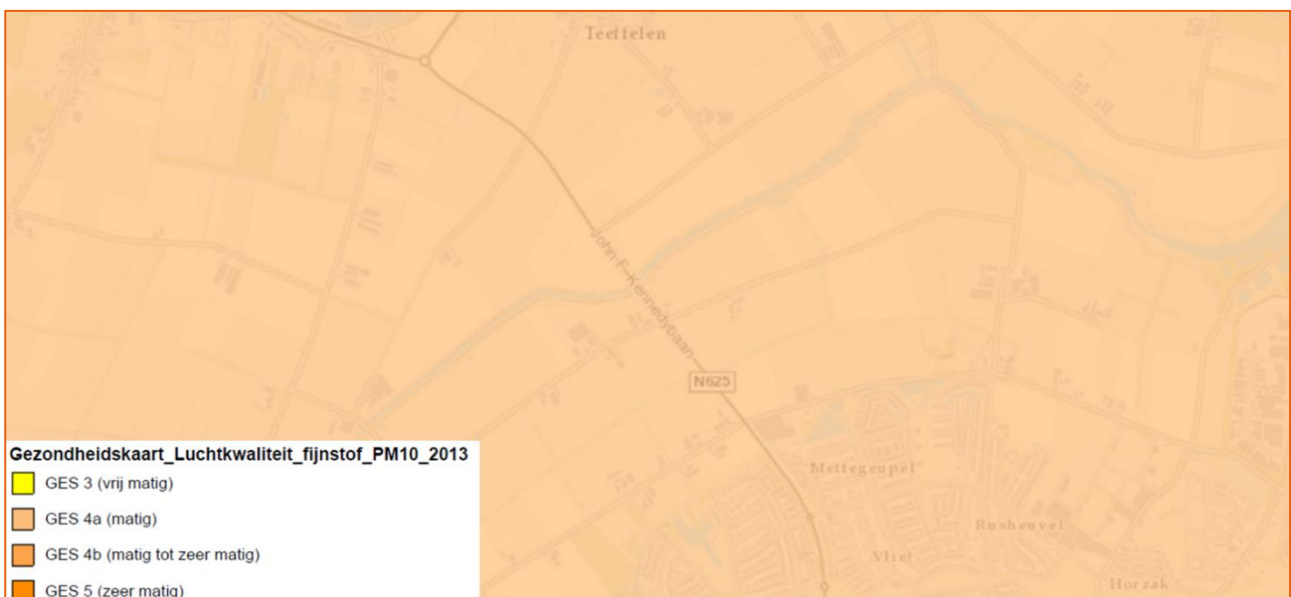 Teeffelen
John F. Kennedybaan
N625
Mettegeupel
Rusheuvel
Vliet
Horzak
Gezondheidskaart_Luchtkwaliteit_fijnstof_PM10_2013
GES 3 (vrij matig)
GES 4a (matig)
GES 4b (matig tot zeer matig)
GES 5 (zeer matig)